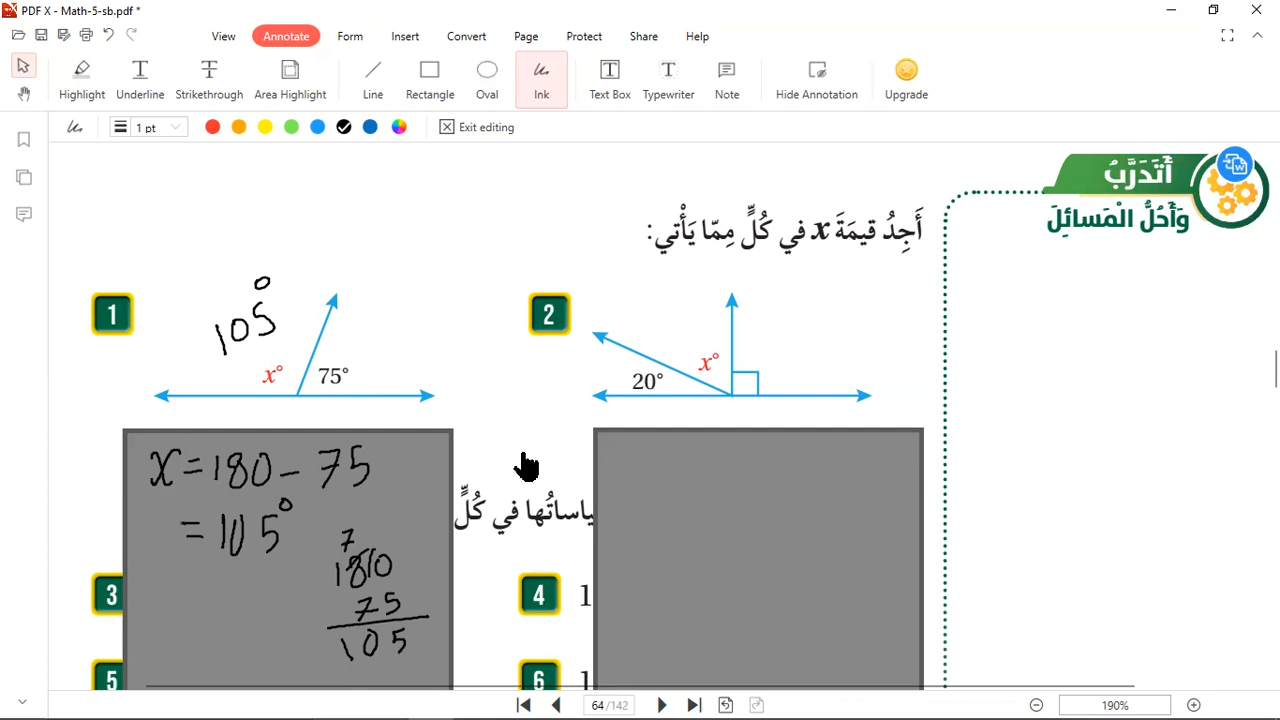 PDF X - Math-5-sb.pdf *
View Annotate Form Insert Convert Page Protect Share Help
Highlight Underline Strikethrough Area Highlight Line Rectangle Oval Ink Text Box Typewriter Note Hide Annotation Upgrade
1 pt Exit editing
أَتَدَرَّبُ
وَأَحُلُّ الْمَسائِلَ
أَجِدُ قيمَةَ x في كُلٍّ مِمّا يَأْتي:
1
105°
x°
75°
2
20°
x°
x = 180 - 75
= 105°
7
1810
75
105
في كُلٍّ
3
4
1
5
6
1
64 /142
190%